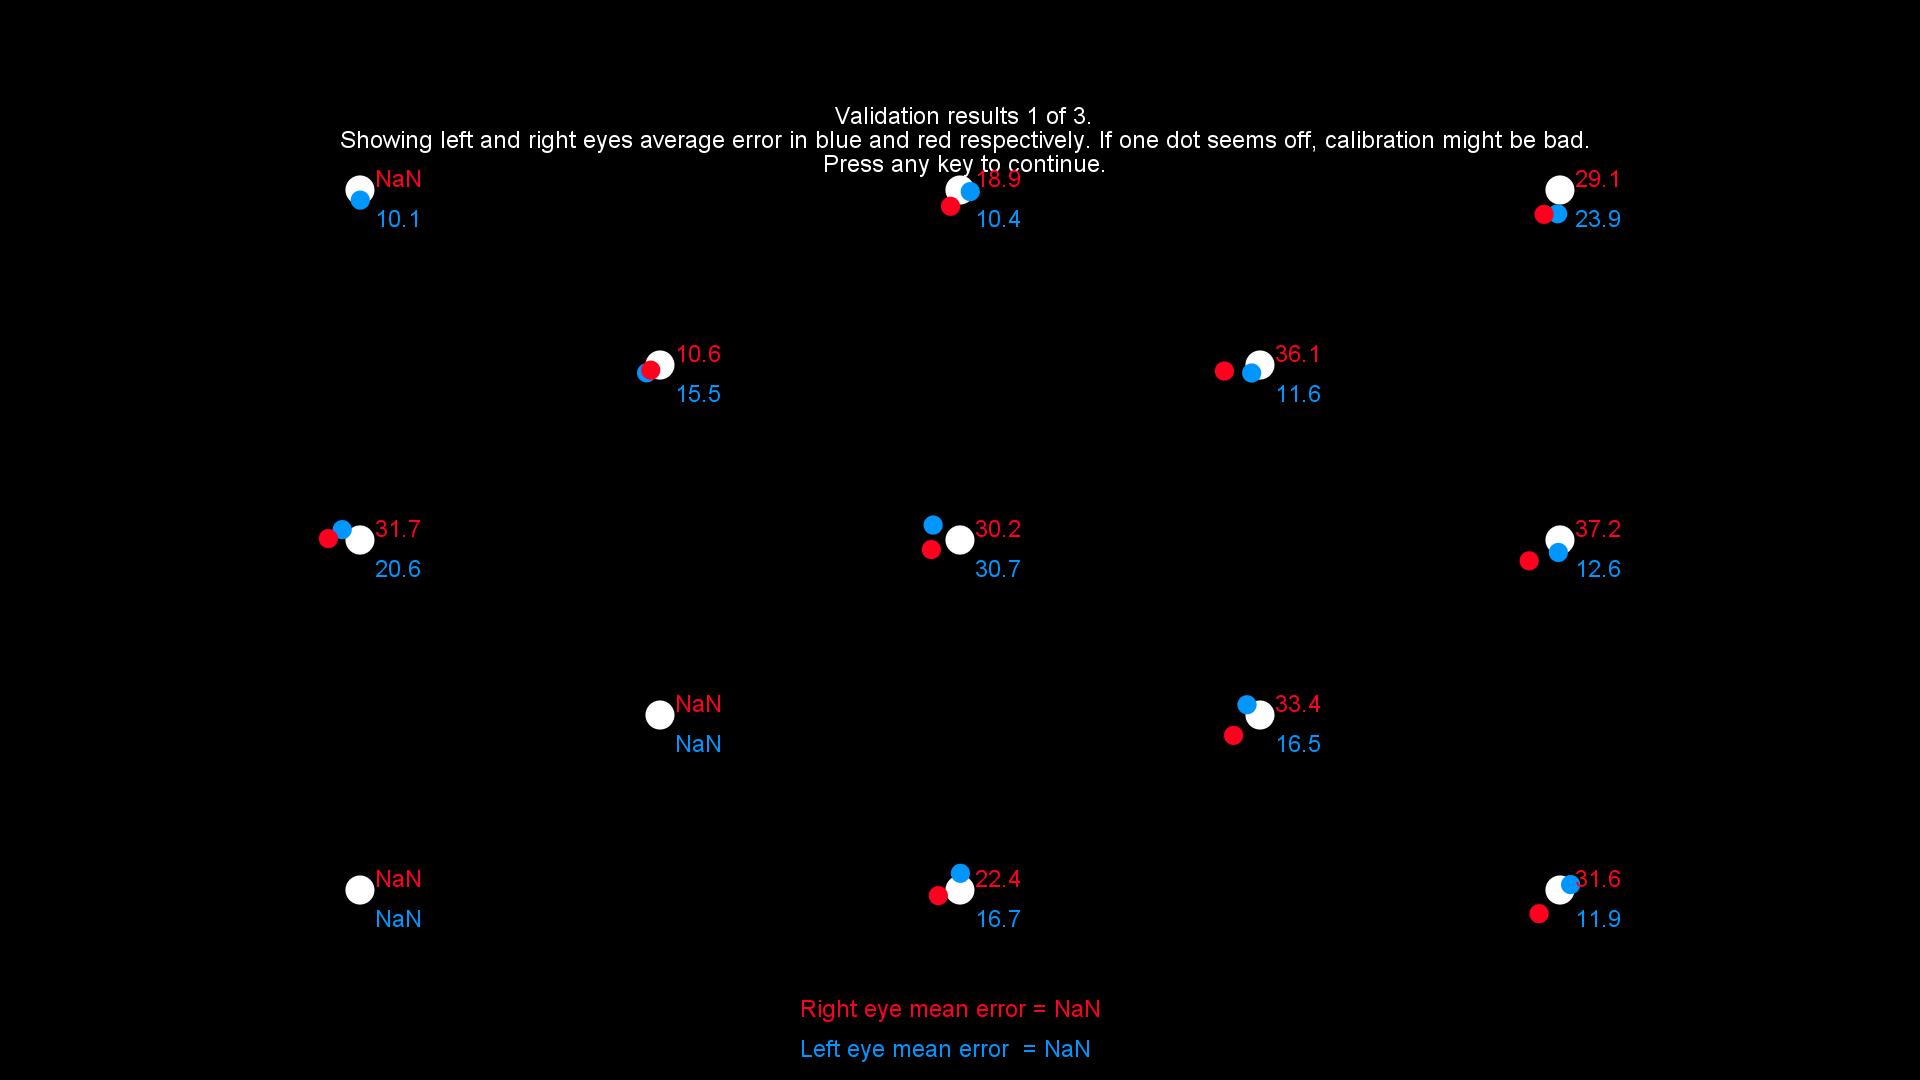 Validation results 1 of 3.
Showing left and right eyes average error in blue and red respectively. If one dot seems off, calibration might be bad.
Press any key to continue.
NaN
18.9
29.1
10.1
10.4
23.9
10.6
36.1
15.5
11.6
31.7
30.2
37.2
20.6
30.7
12.6
NaN
33.4
NaN
16.5
NaN
22.4
31.6
NaN
16.7
11.9
Right eye mean error = NaN
Left eye mean error  = NaN